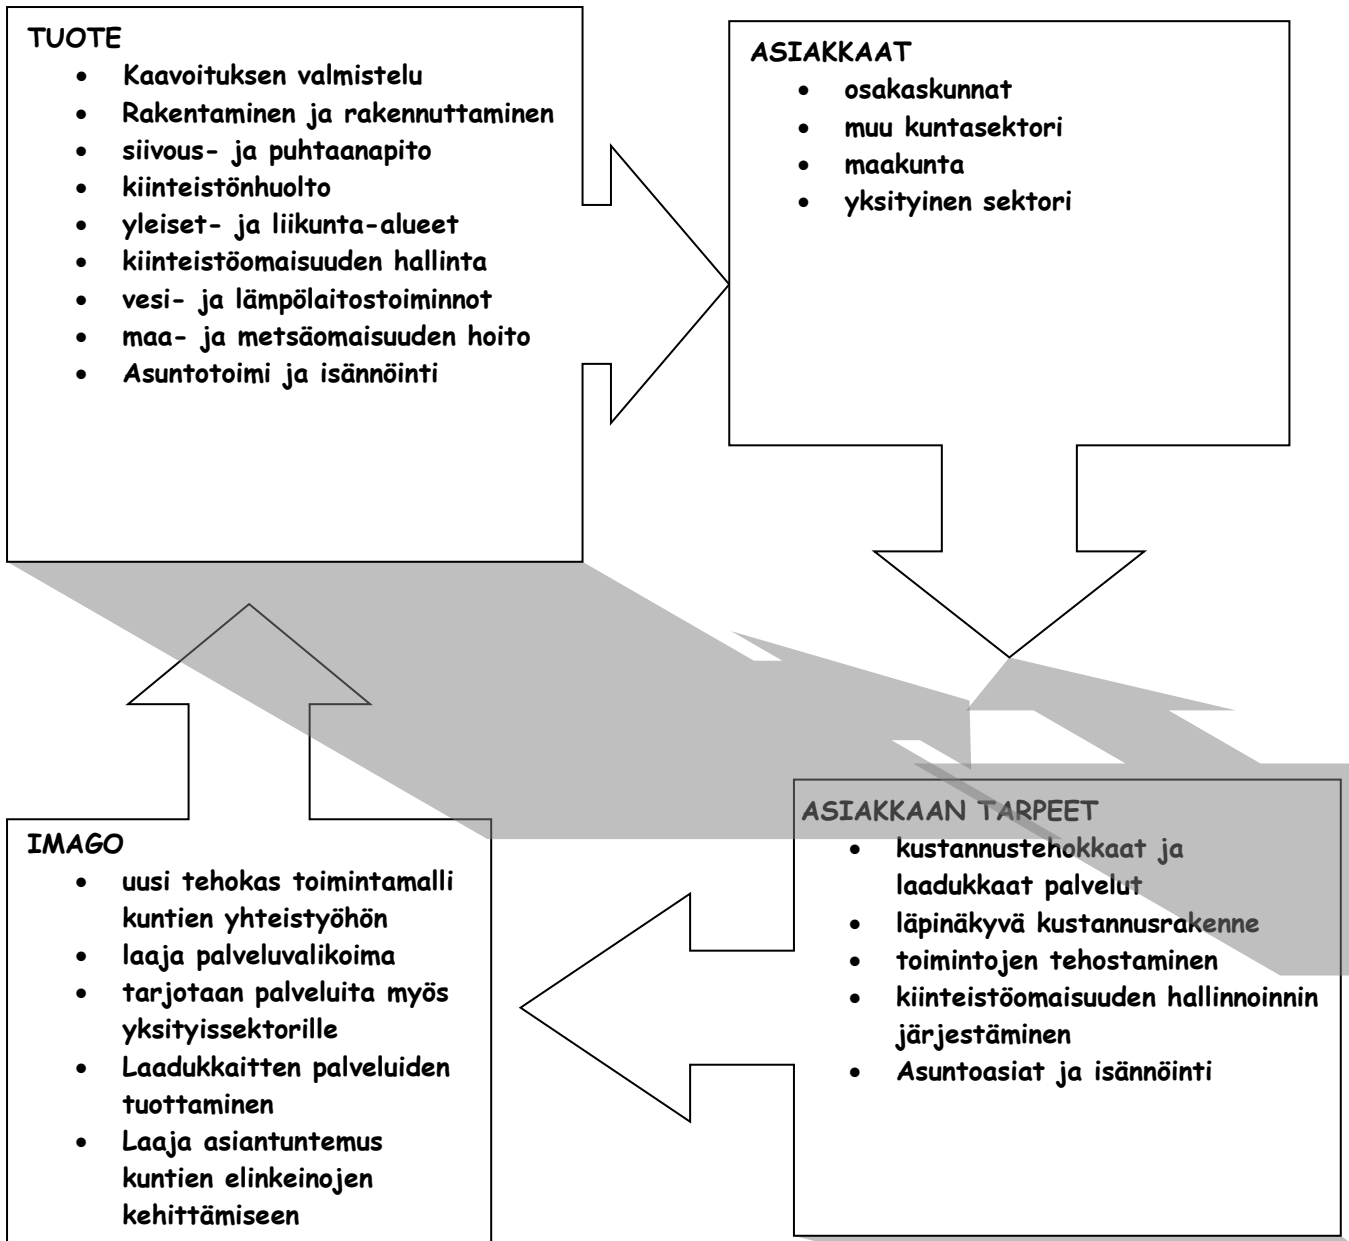 TUOTE
• Kaavoituksen valmistelu
• Rakentaminen ja rakennuttaminen
• siivous- ja puhtaanapito
• kiinteistönhuolto
• yleiset- ja liikunta-alueet
• kiinteistöomaisuuden hallinta
• vesi- ja lämpölaitostoiminnot
• maa- ja metsäomaisuuden hoito
• Asuntotoimi ja isännöinti
ASIAKKAAT
• osakaskunnat
• muu kuntasektori
• maakunta
• yksityinen sektori
IMAGO
• uusi tehokas toimintamalli
kuntien yhteistyöhön
• laaja palveluvalikoima
• tarjotaan palveluita myös
yksityissektorille
• Laadukkaitten palveluiden
tuottaminen
• Laaja asiantuntemus
kuntien elinkeinojen
kehittämiseen
ASIAKKAAN TARPEET
• kustannustehokkaat ja
laadukkaat palvelut
• läpinäkyvä kustannusrakenne
• toimintojen tehostaminen
• kiinteistöomaisuuden hallinnoinnin
järjestäminen
• Asuntoasiat ja isännöinti